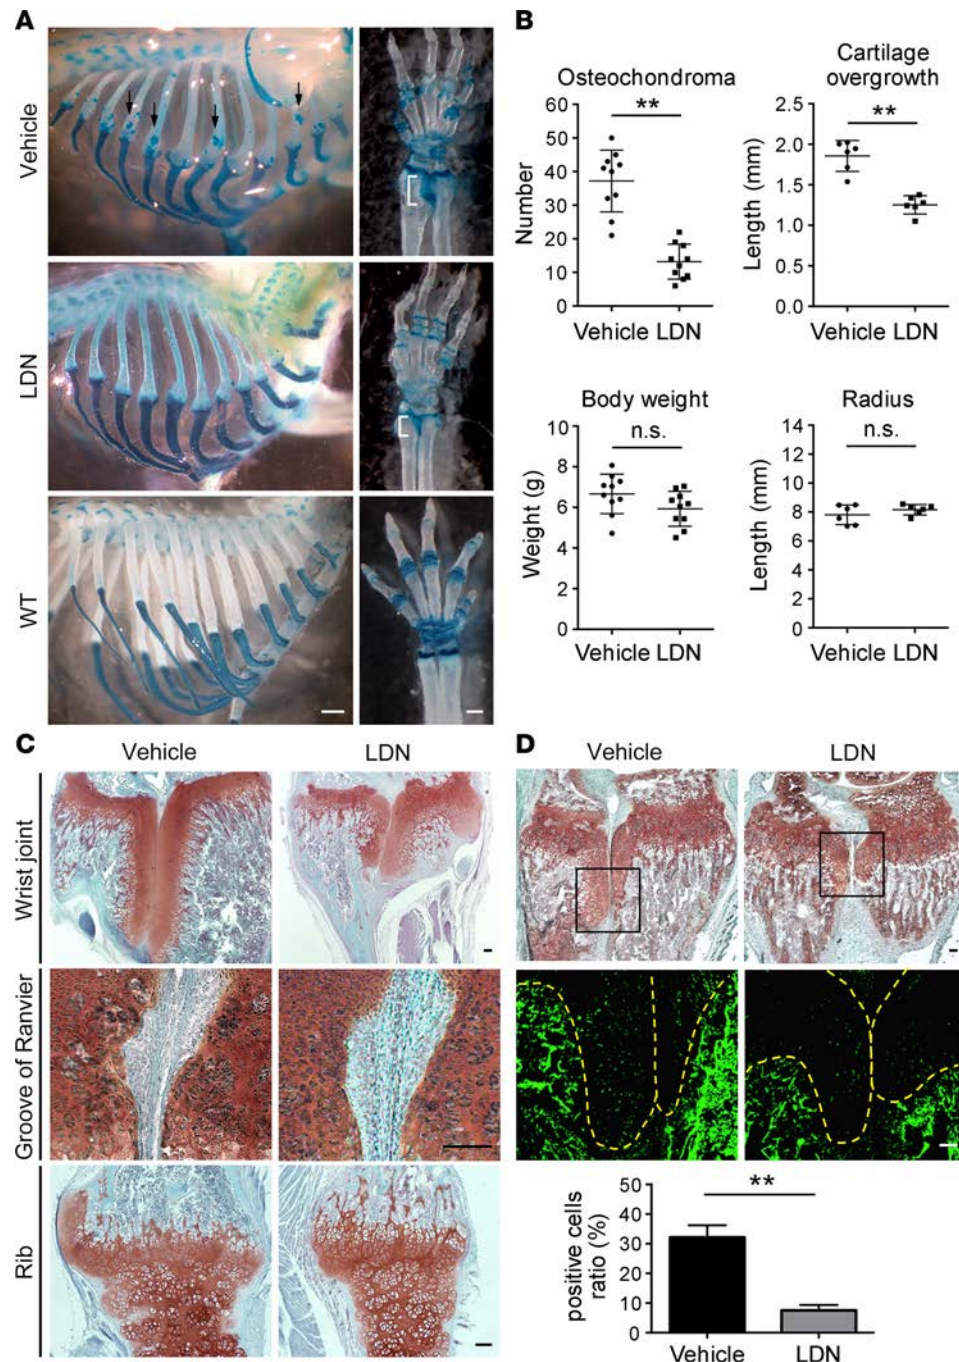 A
Vehicle
LDN
WT
B
Osteochondroma
**
Number
60
50
40
30
20
10
0
Vehicle LDN
Cartilage
overgrowth
**
Length (mm)
2.5
2.0
1.5
1.0
0.5
0.0
Vehicle LDN
Body weight
n.s.
Weight (g)
10
8
6
4
2
0
Vehicle LDN
Radius
n.s.
Length (mm)
14
12
10
8
6
4
2
0
Vehicle LDN
C
Vehicle
LDN
Wrist joint
Groove of Ranvier
Rib
D
Vehicle
LDN
**
positive cells
ratio (%)
50
40
30
20
10
0
Vehicle
LDN